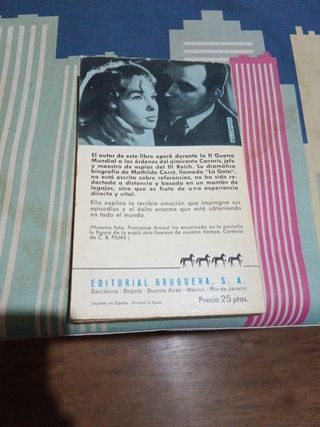 El autor de este libro operó durante la II Guerra
Mundial a las órdenes del almirante Canaris, jefe
y maestro de espías del III Reich. Su dramática
biografía de Mathilde Carré, llamada "La Gata",
no está escrita sobre referencias, no ha sido re-
dactada a distancia y basada en un montón de
legajos, sino que es fruto de una experiencia
directa y vital.
Ello explica la terrible emoción que impregna sus
episodios y el éxito enorme que está obteniendo
en todo el mundo.
(Nuestra foto: Françoise Arnoul ha encarnado en la pantalla
la figura de la espía más famosa de nuestro tiempo. Cortesía
de C. B. FILMS)
EDITORIAL BRUGUERA, S. A.
Barcelona - Bogotá - Buenos Aires - México - Rio de Janeiro
Impreso en España - Printed in Spain
Precio 25 ptas.